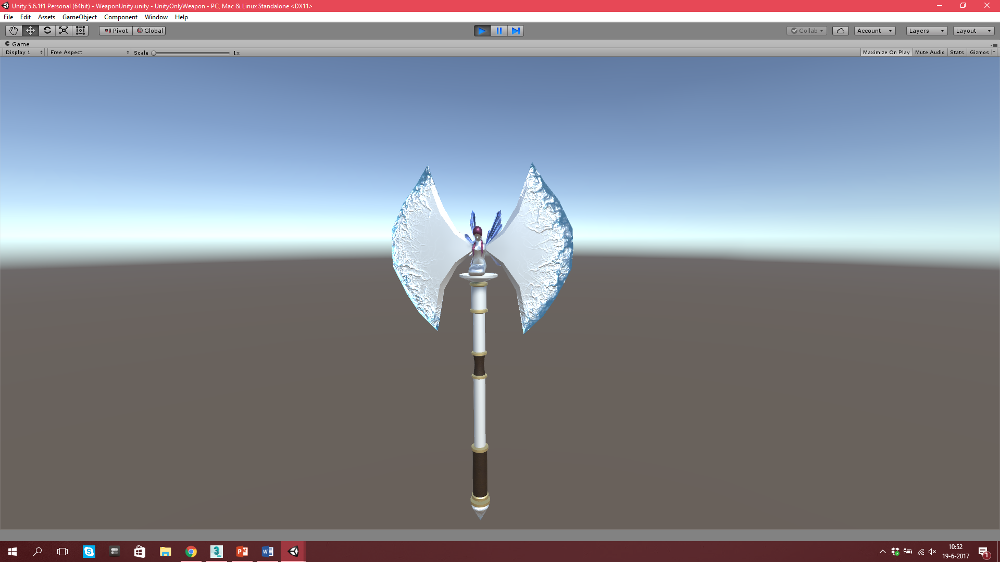 Unity 5.6.1f1 Personal (64bit) - WeaponUnity.unity - UnityOnlyWeapon - PC, Mac & Linux Standalone <DX11>
File Edit Assets GameObject Component Window Help
Pivot Global Collab Account Layers Layout
Game
Display 1 Free Aspect Scale 1x Maximize On Play Mute Audio Stats Gizmos
10:52
19-6-2017
1